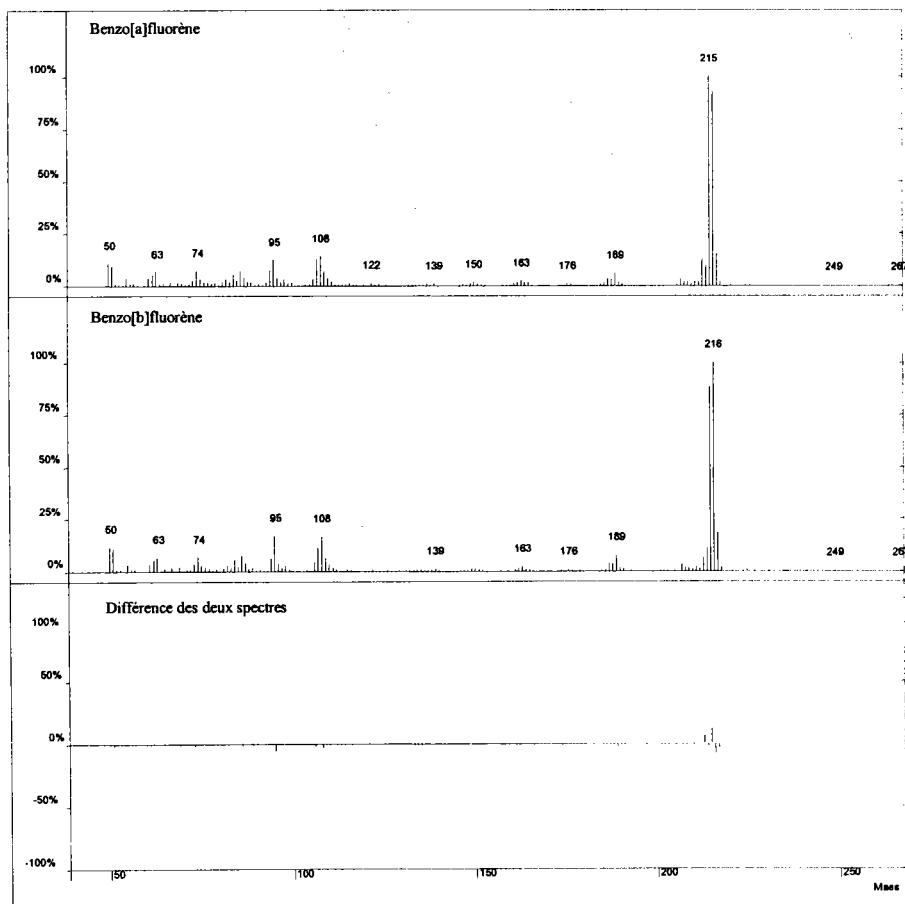 Benzo[a]fluorène
215
100%
75%
50%
25%
0%
50 63 74 95 108 122 139 150 163 176 189 249 267
Benzo[b]fluorène
216
100%
75%
50%
25%
0%
50 63 74 95 108 139 163 176 189 249
Différence des deux spectres
100%
50%
0%
-50%
-100%
50 100 150 200 250
Mass